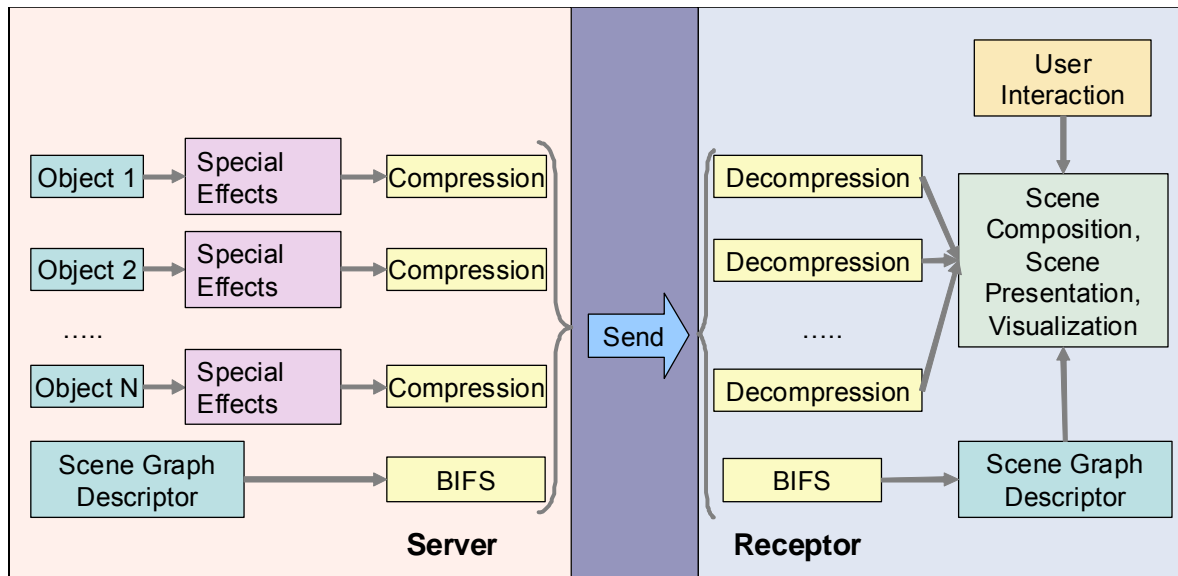 User
Interaction
Object 1
Special
Effects
Compression
Object 2
Special
Effects
Compression
.....
Object N
Special
Effects
Compression
Scene Graph
Descriptor
BIFS
Server
Send
Decompression
Decompression
.....
Decompression
BIFS
Scene
Composition,
Scene
Presentation,
Visualization
Scene Graph
Descriptor
Receptor